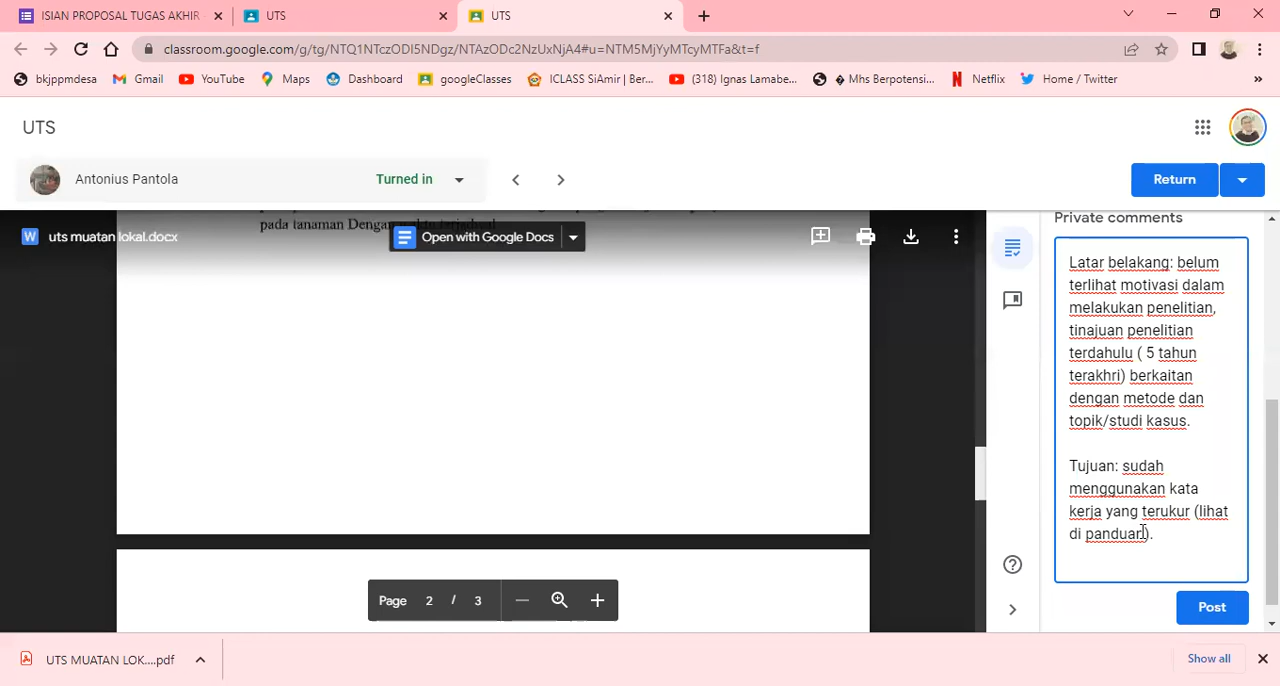 ISIAN PROPOSAL TUGAS AKHIR
UTS
UTS
classroom.google.com/g/tg/NTQ1NTczODI5NDgz/NTAzODc2NzUxNjA4#u=NTM5MjYyMTcyMTFa&t=f
bkjppmdesa
Gmail
YouTube
Maps
Dashboard
googleClasses
ICLASS SiAmir | Ber...
(318) Ignas Lamabe...
� Mhs Berpotensi...
Netflix
Home / Twitter
»
UTS
Antonius Pantola
Turned in
Return
pada tanaman Dengan
W uts muatan lokal.docx
Open with Google Docs
Page 2 / 3
Private comments
Latar belakang: belum
terlihat motivasi dalam
melakukan penelitian,
tinajuan penelitian
terdahulu ( 5 tahun
terakhri) berkaitan
dengan metode dan
topik/studi kasus.
Tujuan: sudah
menggunakan kata
kerja yang terukur (lihat
di panduan).
Post
UTS MUATAN LOK....pdf
Show all